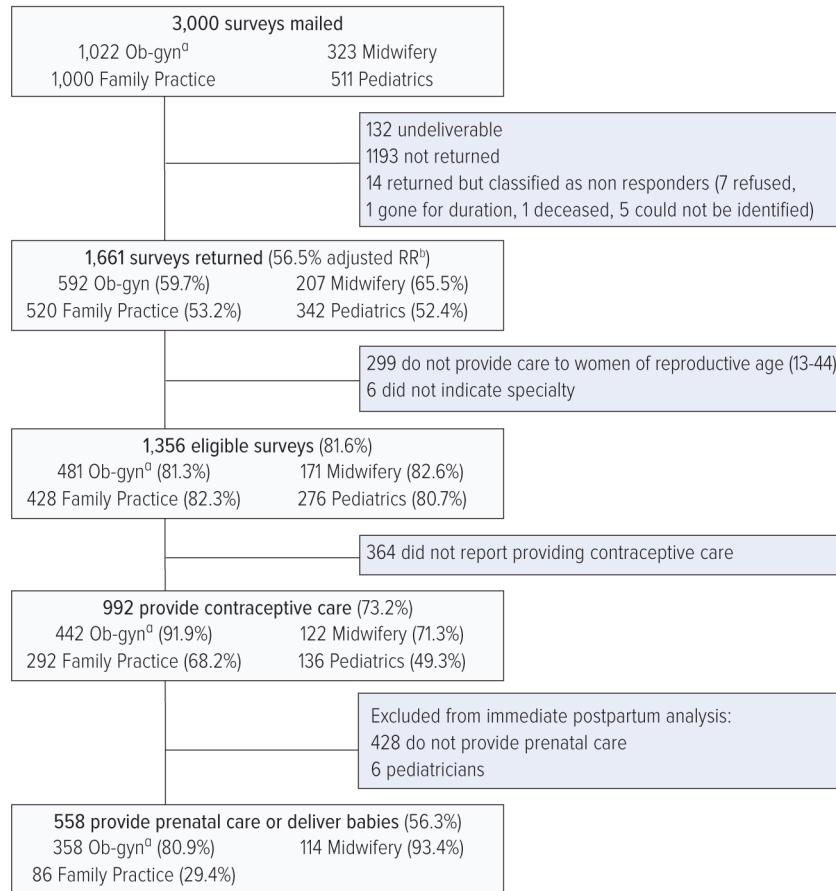 3,000 surveys mailed
1,022 Ob-gynª 323 Midwifery
1,000 Family Practice 511 Pediatrics
132 undeliverable
1193 not returned
14 returned but classified as non responders (7 refused,
1 gone for duration, 1 deceased, 5 could not be identified)
1,661 surveys returned (56.5% adjusted RRᵇ)
592 Ob-gyn (59.7%) 207 Midwifery (65.5%)
520 Family Practice (53.2%) 342 Pediatrics (52.4%)
299 do not provide care to women of reproductive age (13-44)
6 did not indicate specialty
1,356 eligible surveys (81.6%)
481 Ob-gynª (81.3%) 171 Midwifery (82.6%)
428 Family Practice (82.3%) 276 Pediatrics (80.7%)
364 did not report providing contraceptive care
992 provide contraceptive care (73.2%)
442 Ob-gynª (91.9%) 122 Midwifery (71.3%)
292 Family Practice (68.2%) 136 Pediatrics (49.3%)
Excluded from immediate postpartum analysis:
428 do not provide prenatal care
6 pediatricians
558 provide prenatal care or deliver babies (56.3%)
358 Ob-gynª (80.9%) 114 Midwifery (93.4%)
86 Family Practice (29.4%)